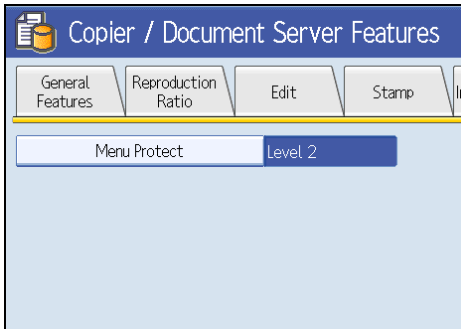 Copier / Document Server Features
General
Features
Reproduction
Ratio
Edit
Stamp
Menu Protect
Level 2